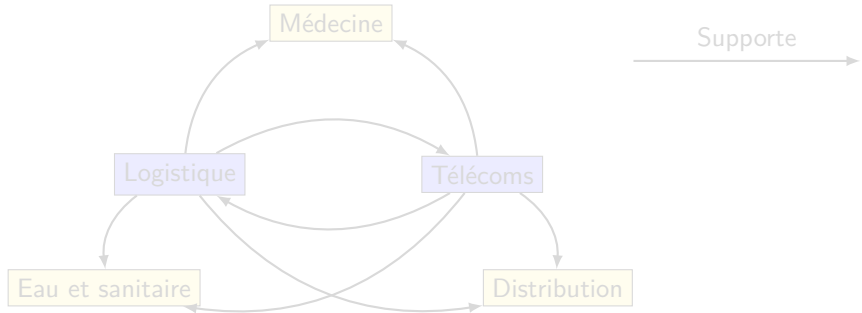 Médecine
Supporte
Logistique
Télécoms
Eau et sanitaire
Distribution